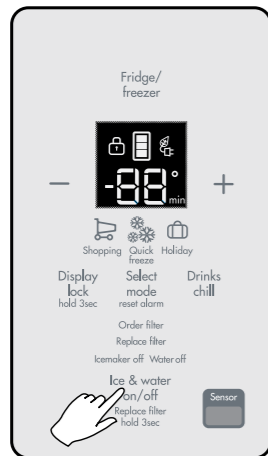 Fridge/
freezer
-88°
min
Shopping Quick Holiday
freeze
Display Select Drinks
lock mode chill
hold 3sec reset alarm
Order filter
Replace filter
Icemaker off Water off
Ice & water
on/off
Replace filter
hold 3sec
Sensor